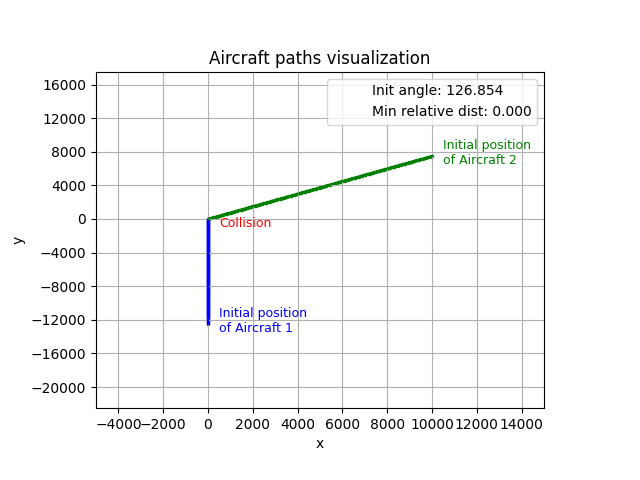 Aircraft paths visualization
Init angle: 126.854
Min relative dist: 0.000
Initial position
of Aircraft 2
Collision
Initial position
of Aircraft 1
16000
12000
8000
4000
0
−4000
−8000
−12000
−16000
−20000
y
−4000 −2000 0 2000 4000 6000 8000 10000 12000 14000
x